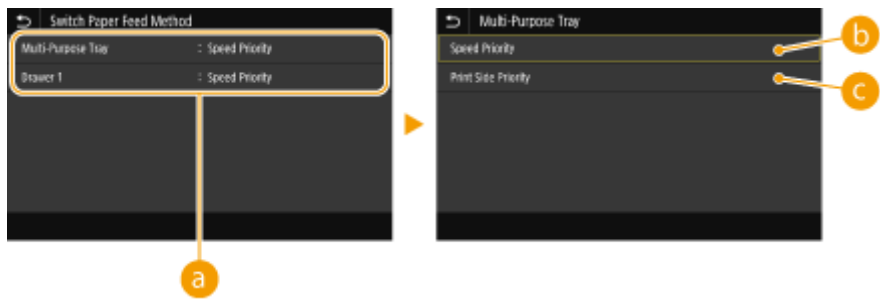 Switch Paper Feed Method
Multi-Purpose Tray : Speed Priority
Drawer 1 : Speed Priority
a
Multi-Purpose Tray
Speed Priority
b
Print Side Priority
c